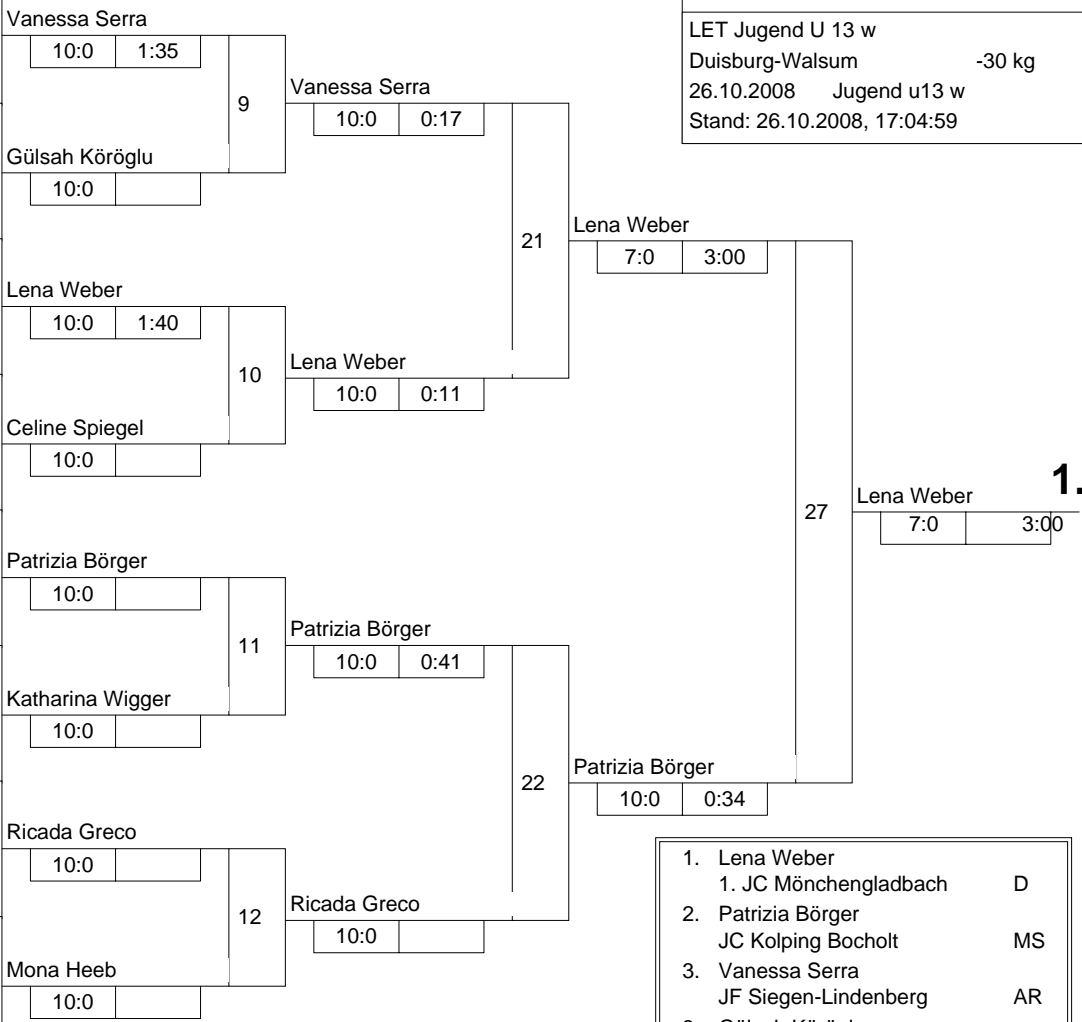 Vanessa Serra
10:0 1:35
9
Gülsah Köröglu
10:0
Lena Weber
10:0 1:40
10
Celine Spiegel
10:0
Patrizia Börger
10:0
11
Katharina Wigger
10:0
Ricada Greco
10:0
12
Mona Heeb
10:0
Vanessa Serra
10:0 0:17
21
Lena Weber
10:0 0:11
Patrizia Börger
10:0 0:41
22
Ricada Greco
10:0
Lena Weber
7:0 3:00
27
Patrizia Börger
10:0 0:34
Lena Weber 1.
7:0 3:00
LET Jugend U 13 w
Duisburg-Walsum -30 kg
26.10.2008 Jugend u13 w
Stand: 26.10.2008, 17:04:59
1. Lena Weber
1. JC Mönchengladbach D
2. Patrizia Börger
JC Kolping Bocholt MS
3. Vanessa Serra
JF Siegen-Lindenberg AR